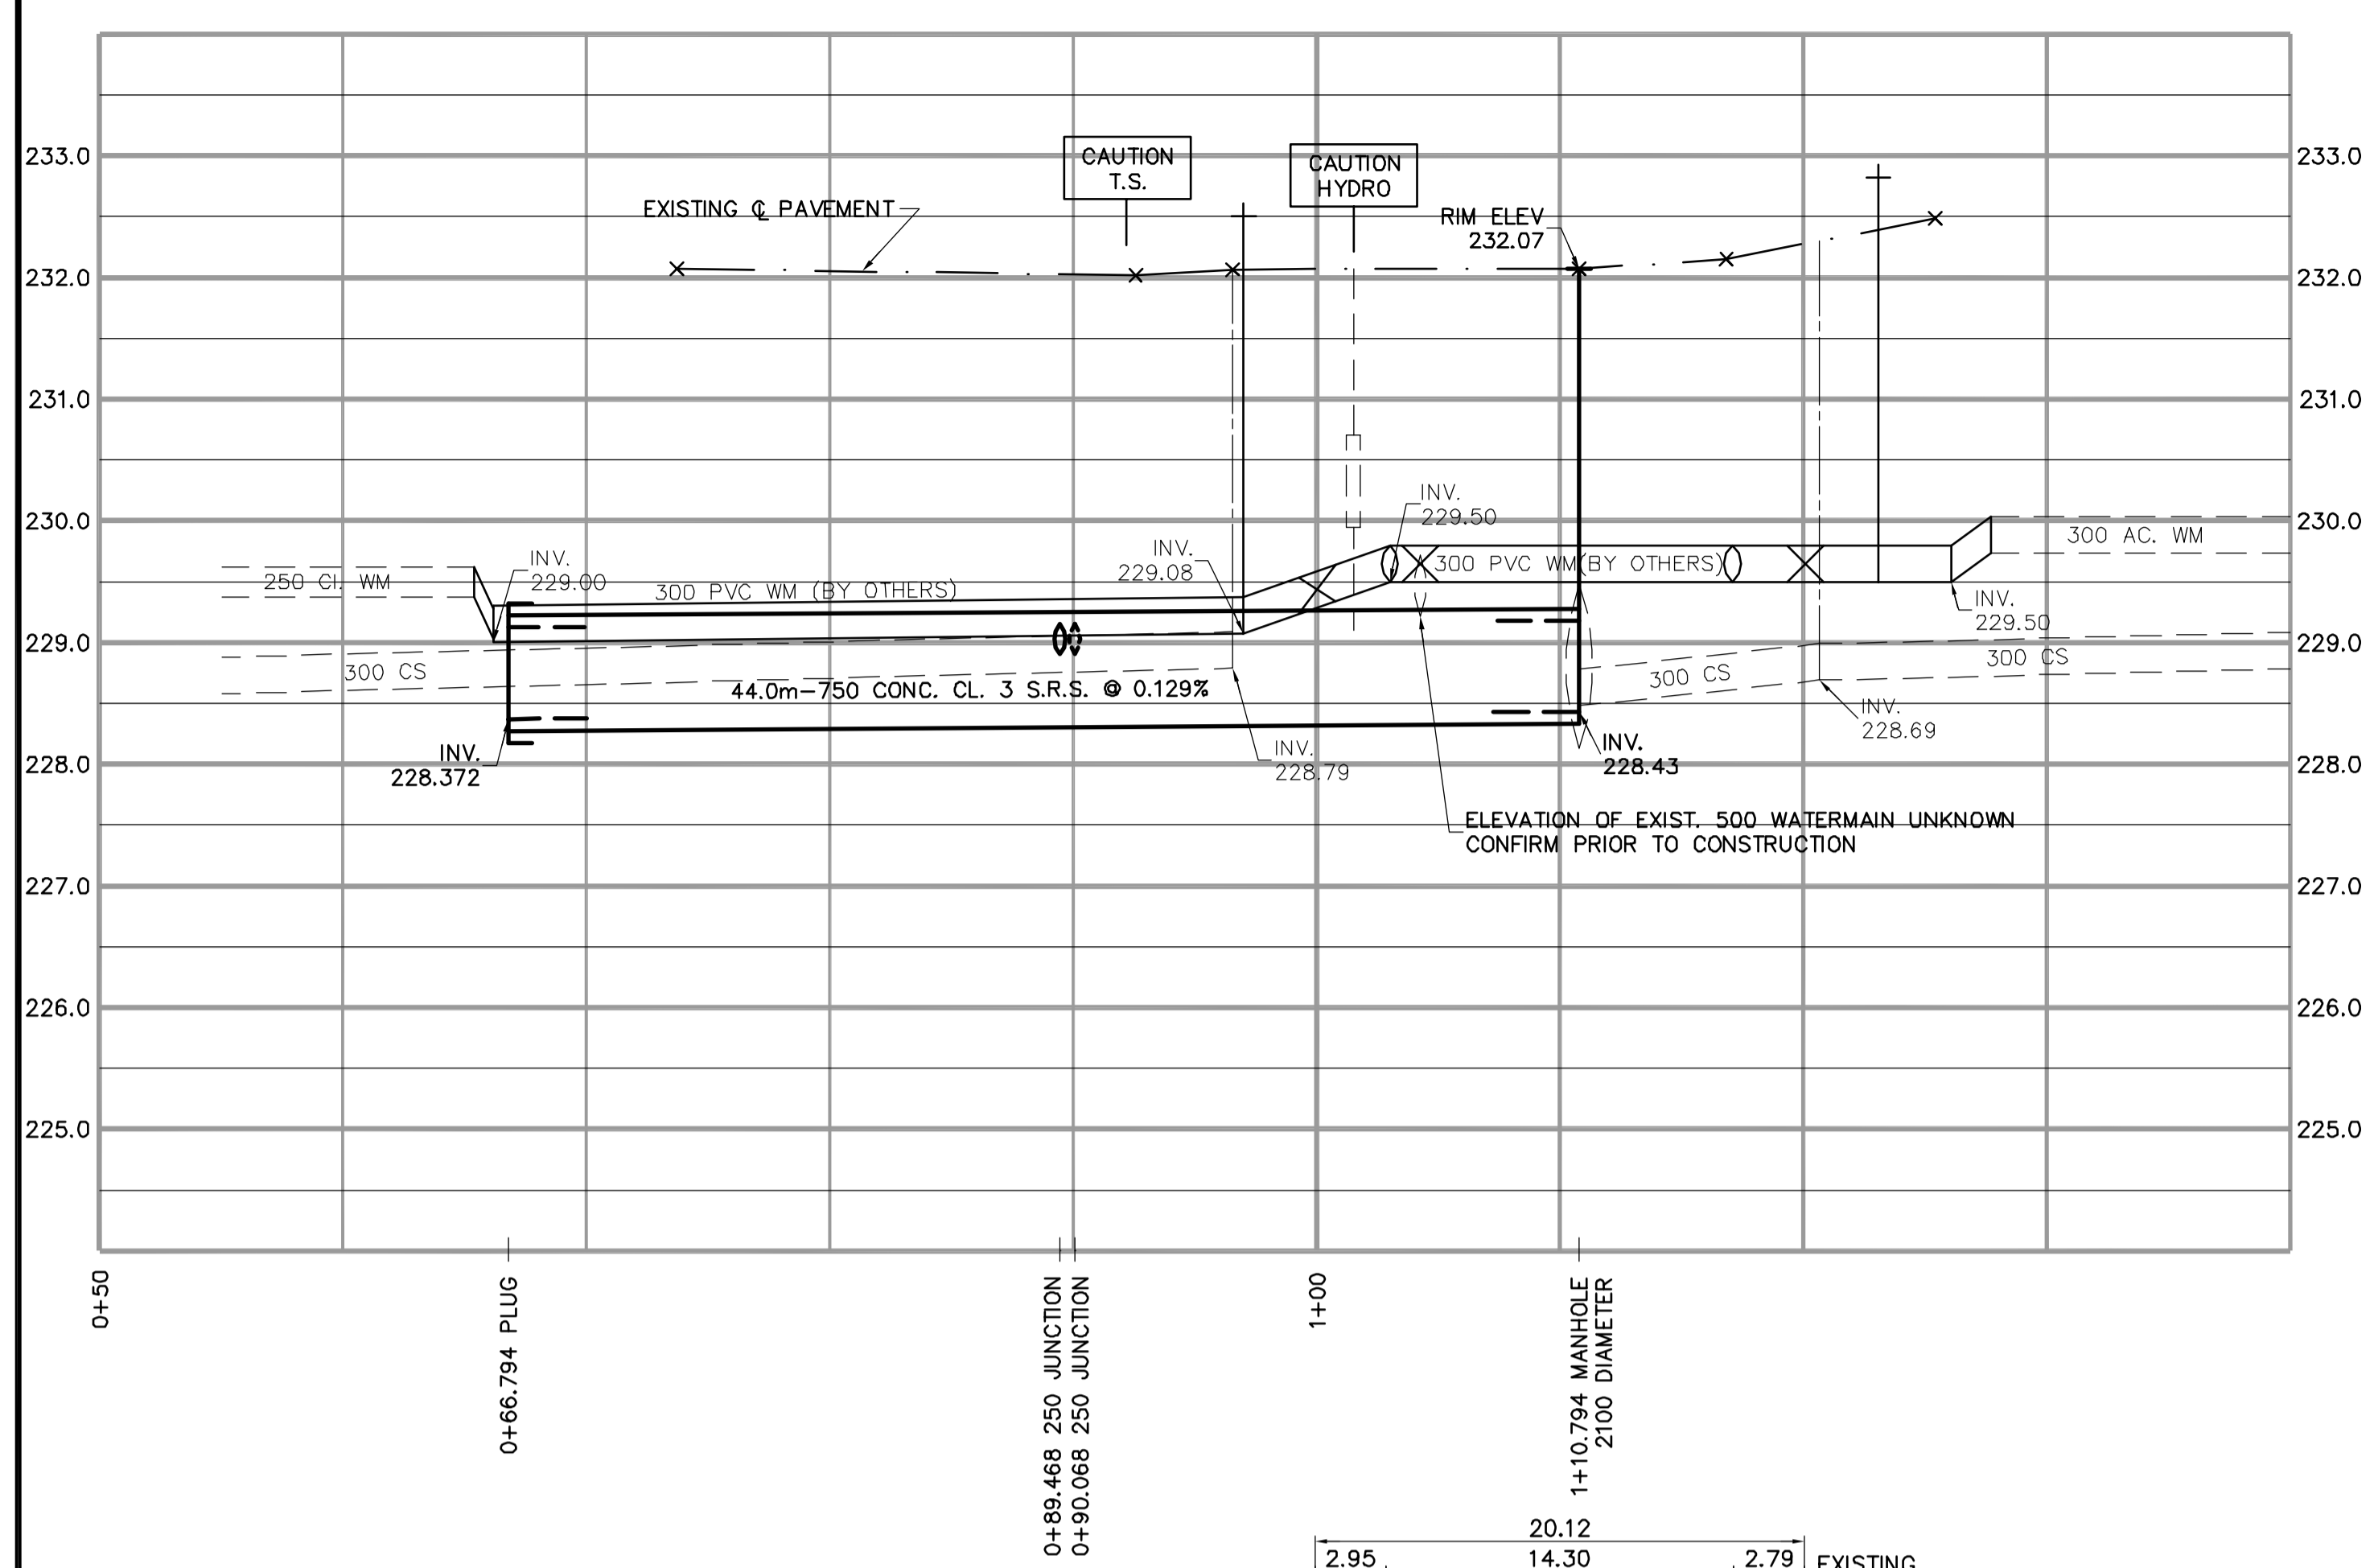 233.0
CAUTION
T.S.
CAUTION
HYDRO
233.0
EXISTING ℄ PAVEMENT
RIM ELEV
232.07
232.0
232.0
231.0
231.0
INV.
229.50
230.0
230.0
250 CI. WM
INV.
229.00
300 PVC WM (BY OTHERS)
INV.
229.08
300 PVC WM(BY OTHERS)
300 AC. WM
INV.
229.50
229.0
229.0
300 CS
44.0m-750 CONC. CL. 3 S.R.S. @ 0.129%
300 CS
300 CS
INV.
228.69
INV.
228.372
INV.
228.79
INV.
228.43
228.0
228.0
ELEVATION OF EXIST. 500 WATERMAIN UNKNOWN
CONFIRM PRIOR TO CONSTRUCTION
227.0
227.0
226.0
226.0
225.0
225.0
0+50
0+66.794 PLUG
0+89.468 250 JUNCTION
0+90.068 250 JUNCTION
1+00
1+10.794 MANHOLE
2100 DIAMETER
20.12
2.95 14.30 2.79 EXISTING